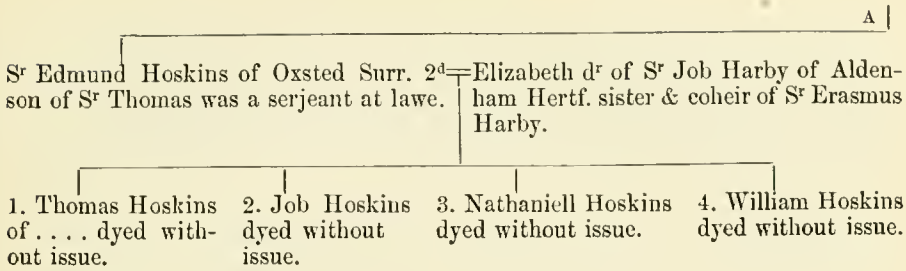 A
Sr Edmund Hoskins of Oxsted Surr. 2d
son of Sr Thomas was a serjeant at lawe.
Elizabeth dr of Sr Job Harby of Alden-
ham Hertf. sister & coheir of Sr Erasmus
Harby.
1. Thomas Hoskins
of . . . . dyed with-
out issue.
2. Job Hoskins
dyed without
issue.
3. Nathaniell Hoskins
dyed without issue.
4. William Hoskins
dyed without issue.